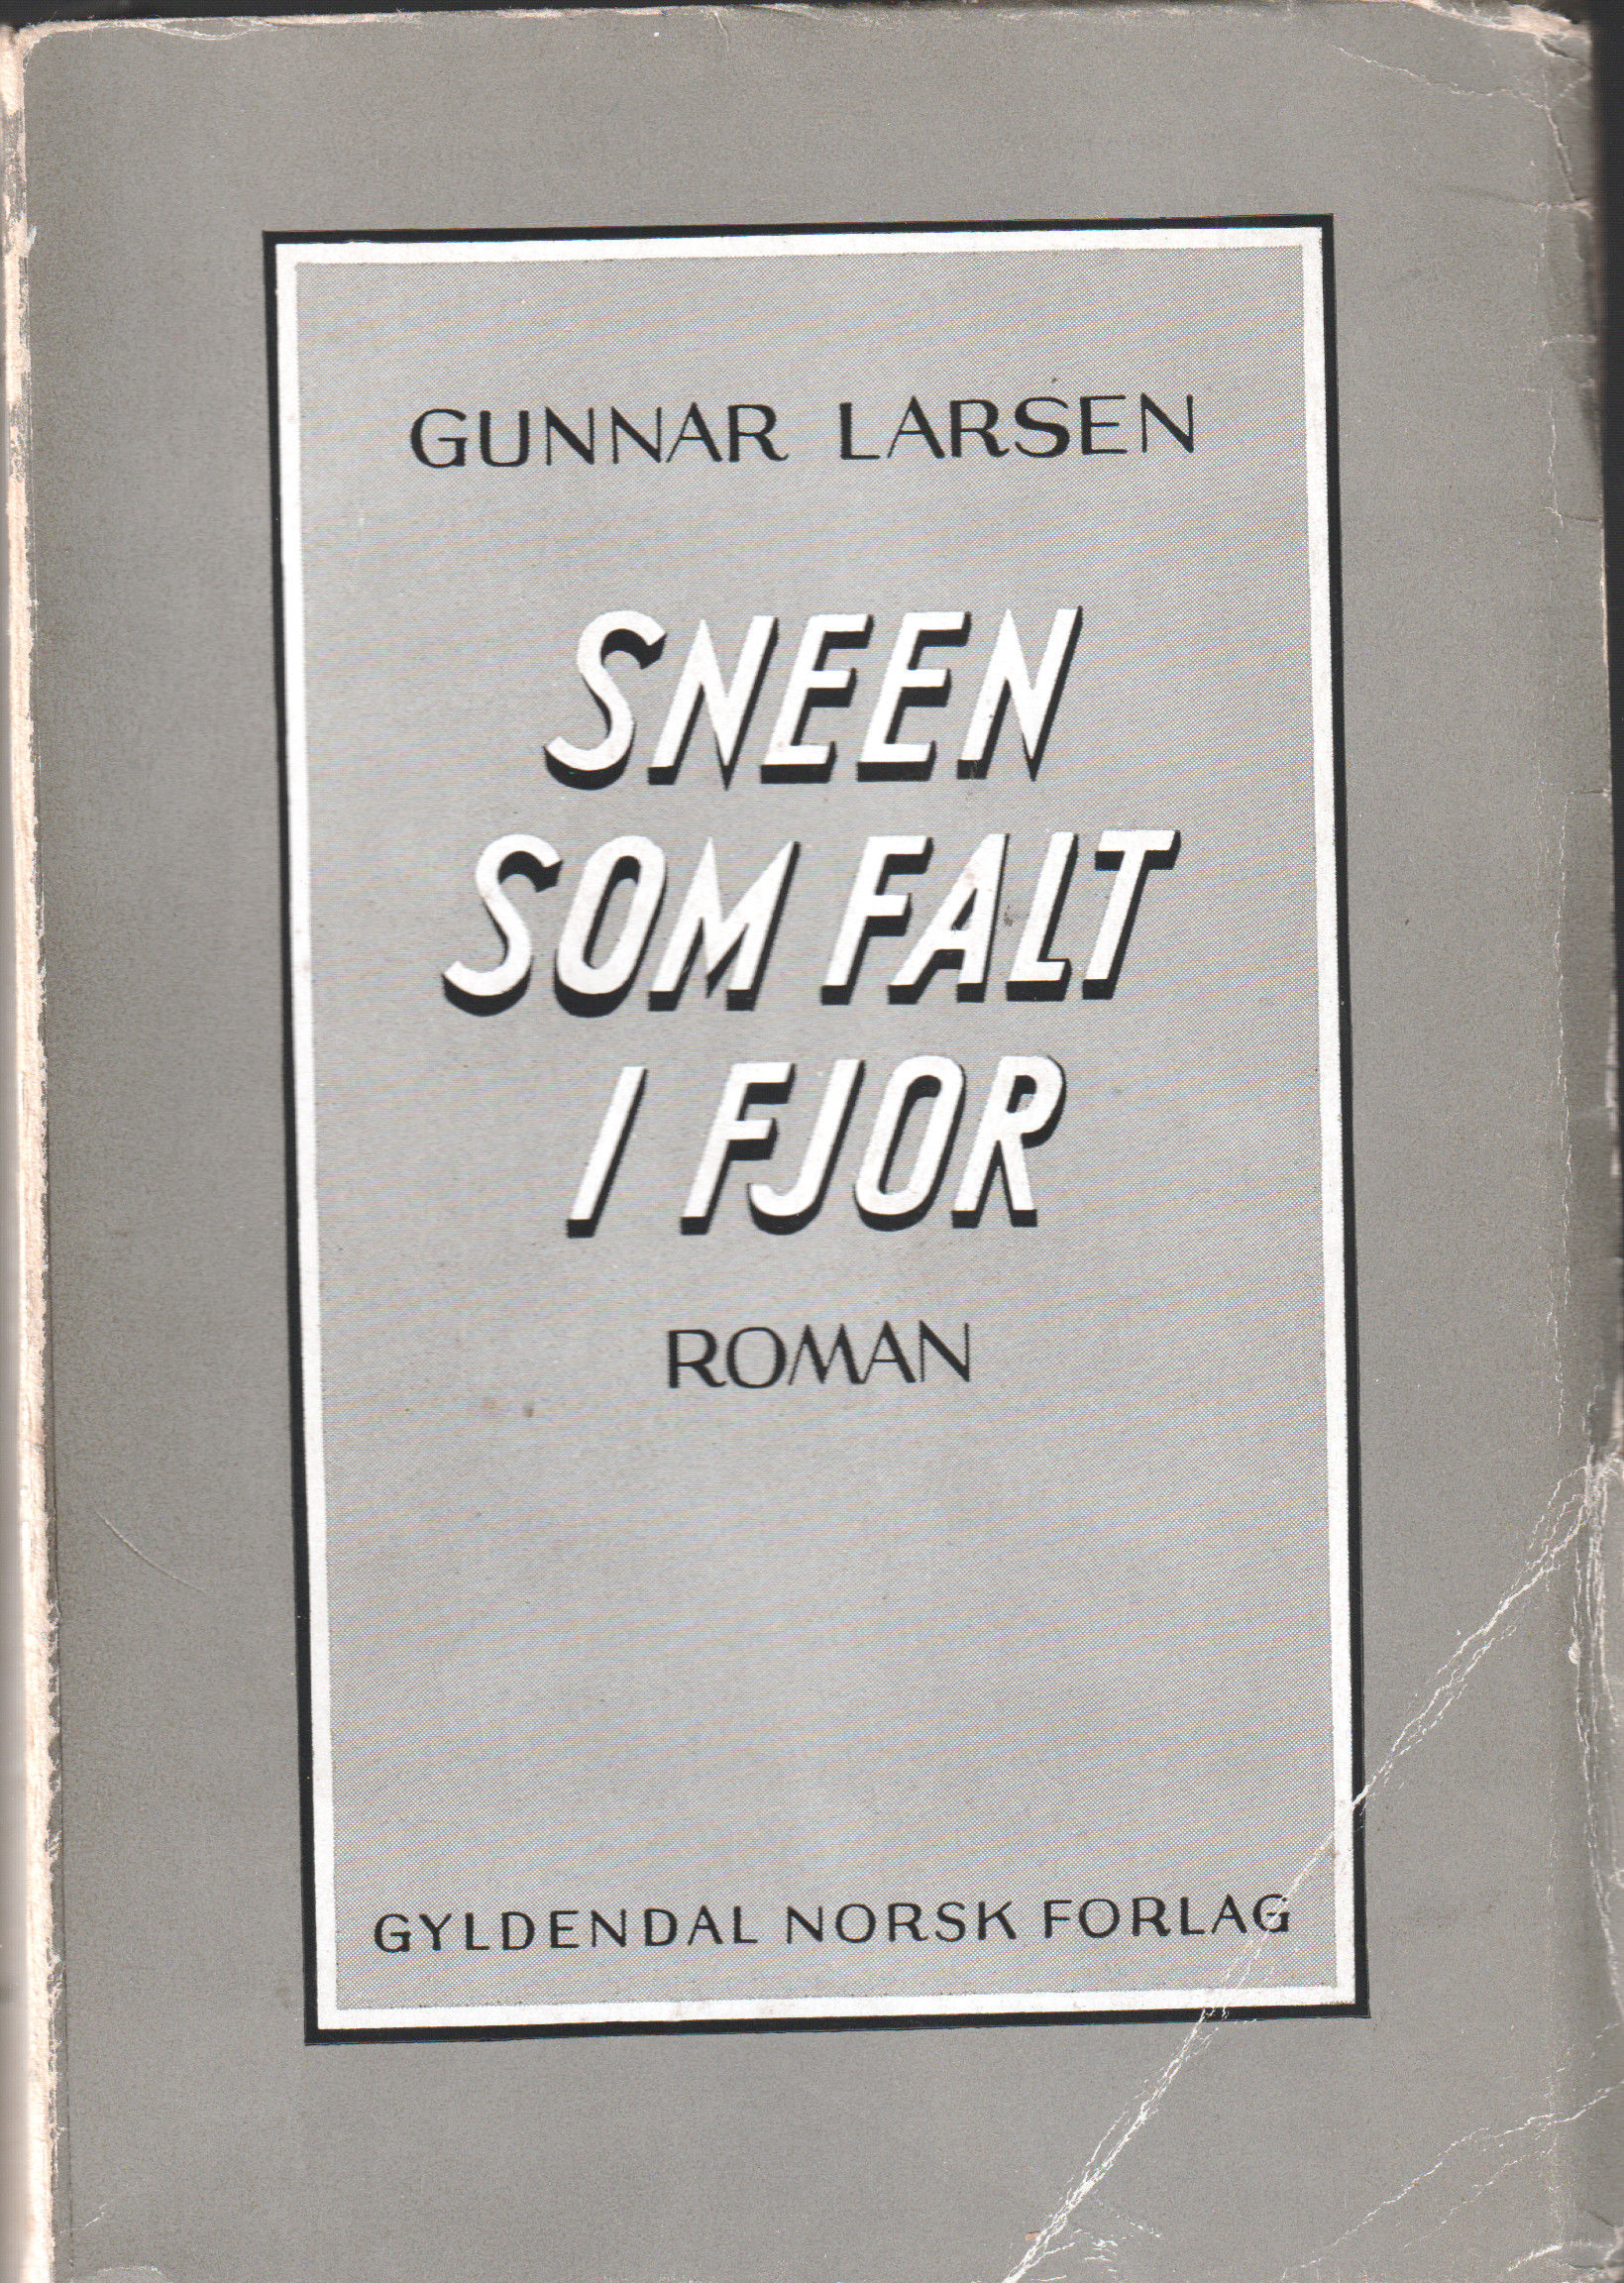 GUNNAR LARSEN
SNEEN
SOM FALT
I FJOR
ROMAN
GYLDENDAL NORSK FORLAG